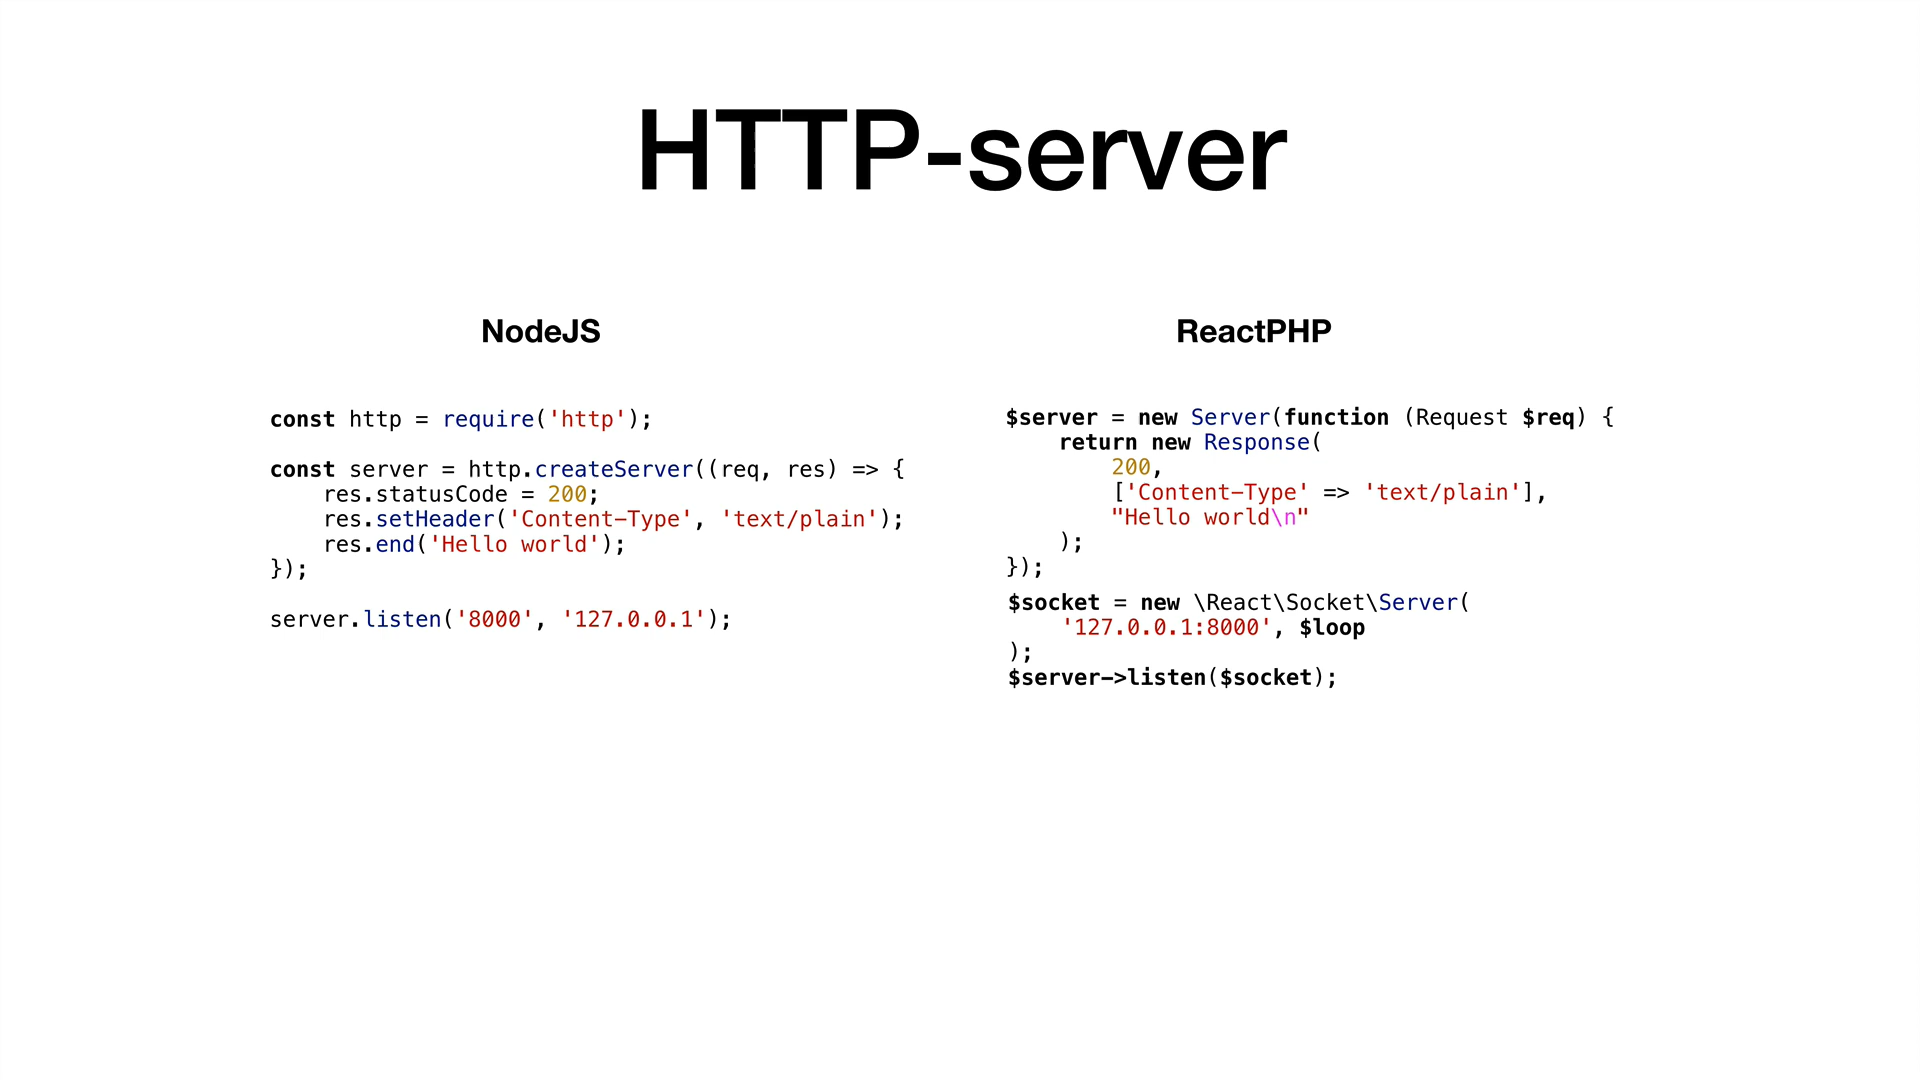 HTTP-server
NodeJS
const http = require('http');
const server = http.createServer((req, res) => {
    res.statusCode = 200;
    res.setHeader('Content-Type', 'text/plain');
    res.end('Hello world');
});
server.listen('8000', '127.0.0.1');
ReactPHP
$server = new Server(function (Request $req) {
    return new Response(
        200,
        ['Content-Type' => 'text/plain'],
        "Hello world\n"
    );
});
$socket = new \React\Socket\Server(
    '127.0.0.1:8000', $loop
);
$server->listen($socket);